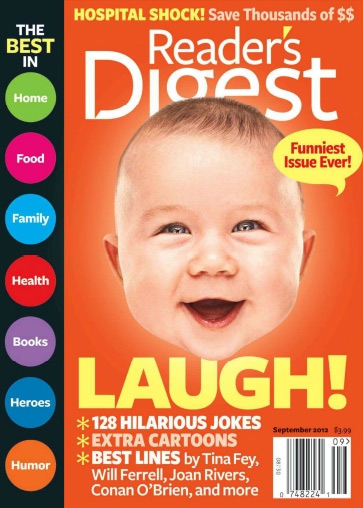 HOSPITAL SHOCK! Save Thousands of $$
THE
BEST
IN
Home
Food
Family
Health
Books
Heroes
Humor
Reader's
Digest
Funniest
Issue Ever!
LAUGH!
*128 HILARIOUS JOKES
*EXTRA CARTOONS
*BEST LINES by Tina Fey,
Will Ferrell, Joan Rivers,
Conan O'Brien, and more
September 2012 $3.99
09>
0 748224 1